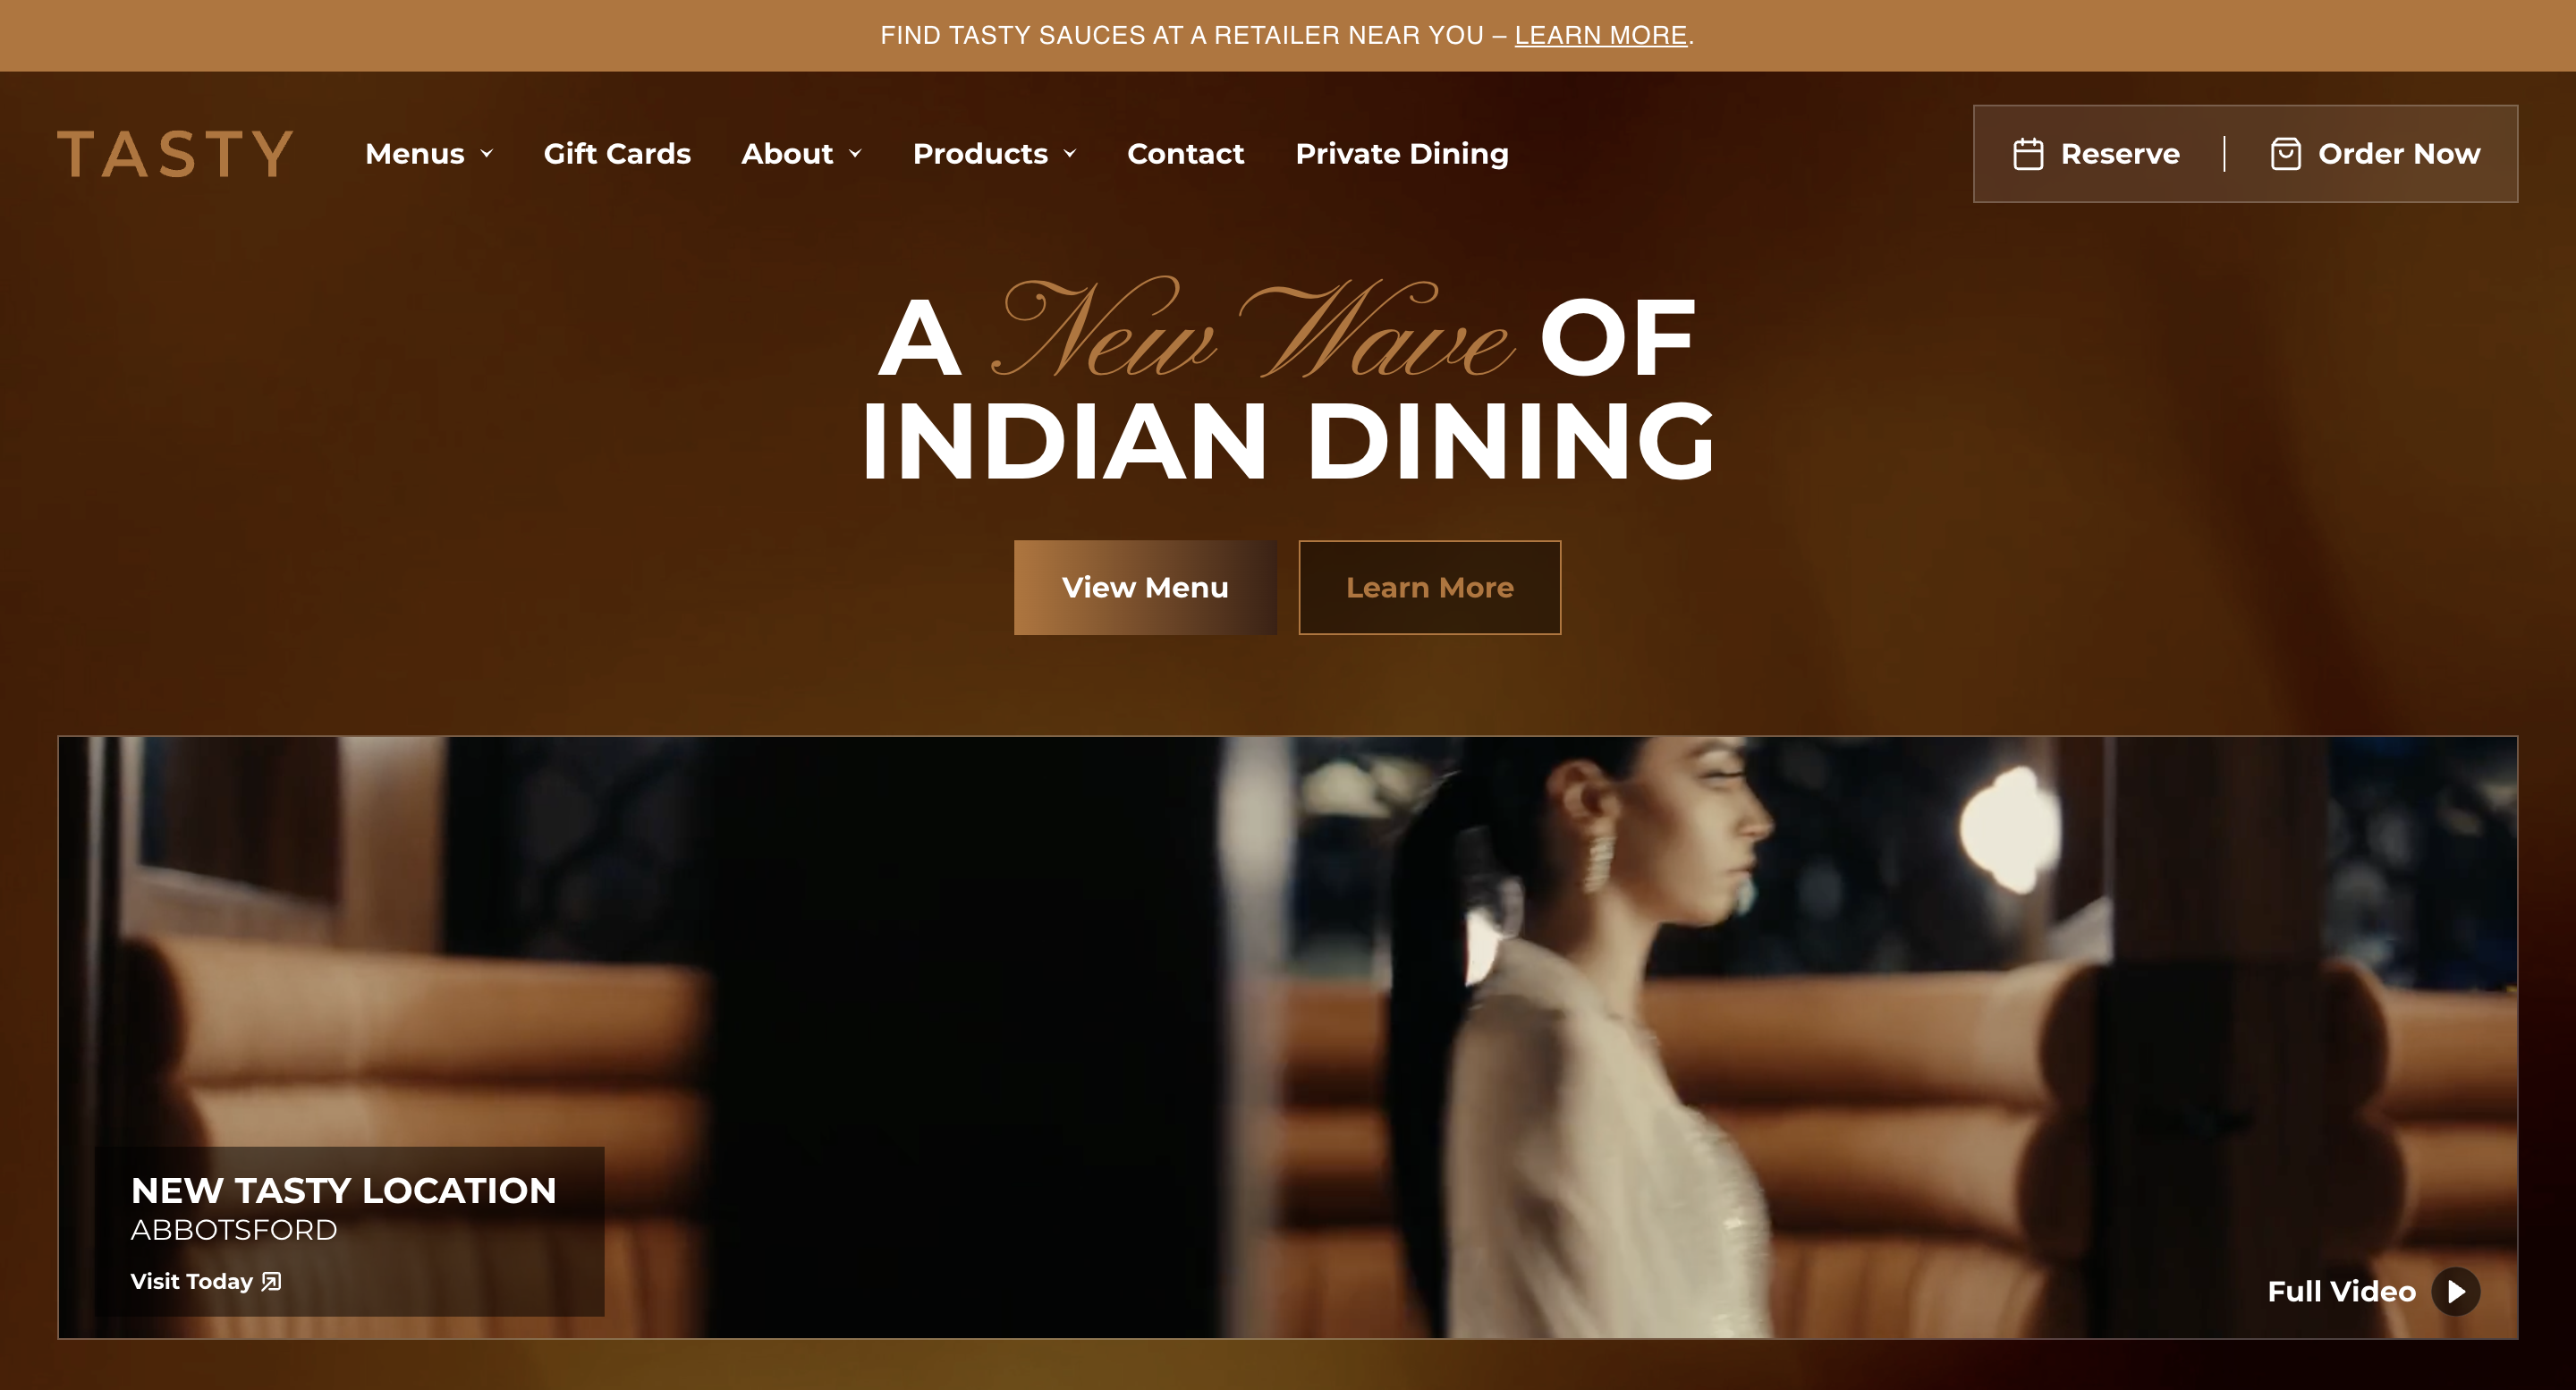 FIND TASTY SAUCES AT A RETAILER NEAR YOU – LEARN MORE.
TASTY
Menus
Gift Cards
About
Products
Contact
Private Dining
Reserve
Order Now
A New Wave OF
INDIAN DINING
View Menu
Learn More
NEW TASTY LOCATION
ABBOTSFORD
Visit Today
Full Video